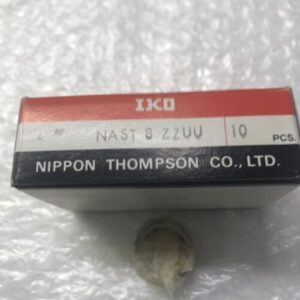 IKO
NAST 8 ZZUU 10 PCS.
NIPPON THOMPSON CO., LTD.